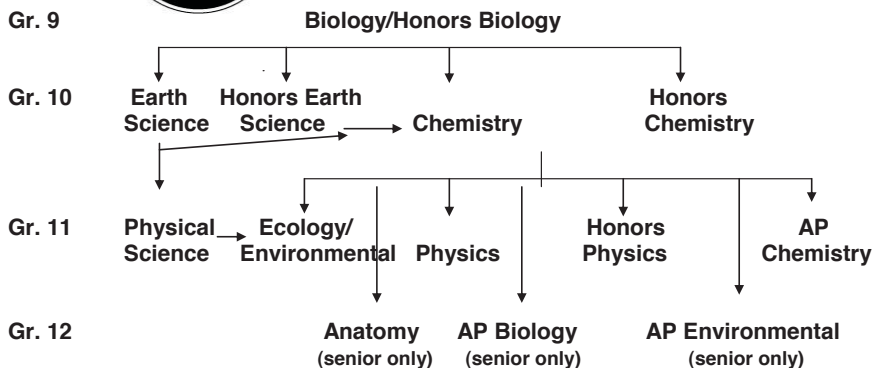 Gr. 9 Biology/Honors Biology
Gr. 10 Earth Honors Earth Honors
Science Science Chemistry Chemistry
Gr. 11 Physical Ecology/ Honors AP
Science Environmental Physics Physics Chemistry
Gr. 12 Anatomy AP Biology AP Environmental
(senior only) (senior only) (senior only)